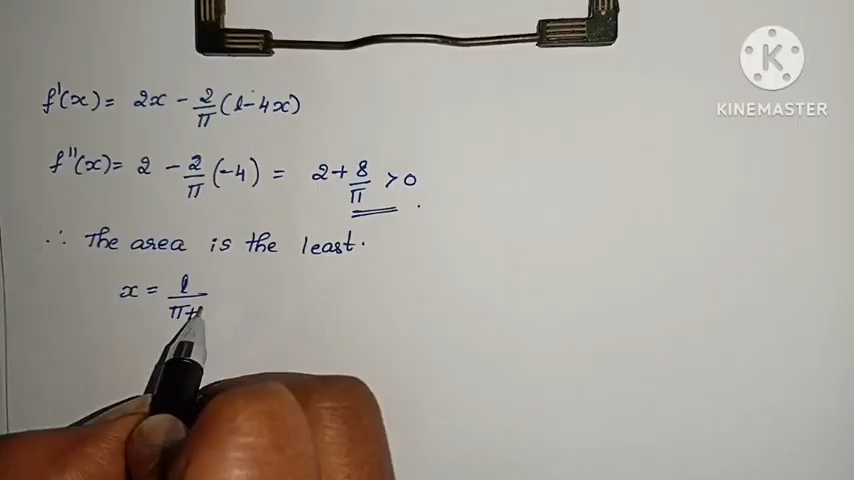 f'(x) = 2x - 2/π (l - 4x)
f''(x) = 2 - 2/π (-4) = 2 + 8/π > 0
∴ The area is the least.
x = l/π+
K
KINEMASTER